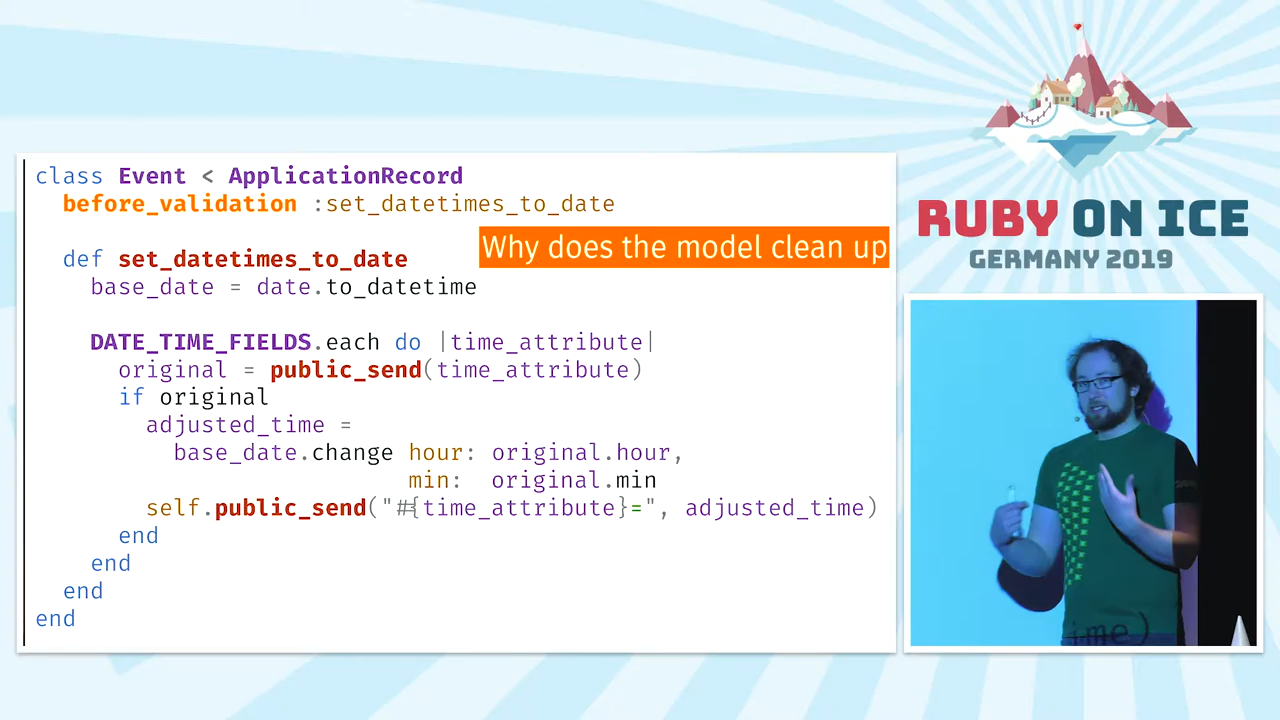 class Event < ApplicationRecord
before_validation :set_datetimes_to_date
def set_datetimes_to_date
Why does the model clean up
base_date = date.to_datetime
DATE_TIME_FIELDS.each do |time_attribute|
original = public_send(time_attribute)
if original
adjusted_time =
base_date.change hour: original.hour,
min: original.min
self.public_send("#{time_attribute}=", adjusted_time)
end
end
end
end
RUBY ON ICE
GERMANY 2019
ime)